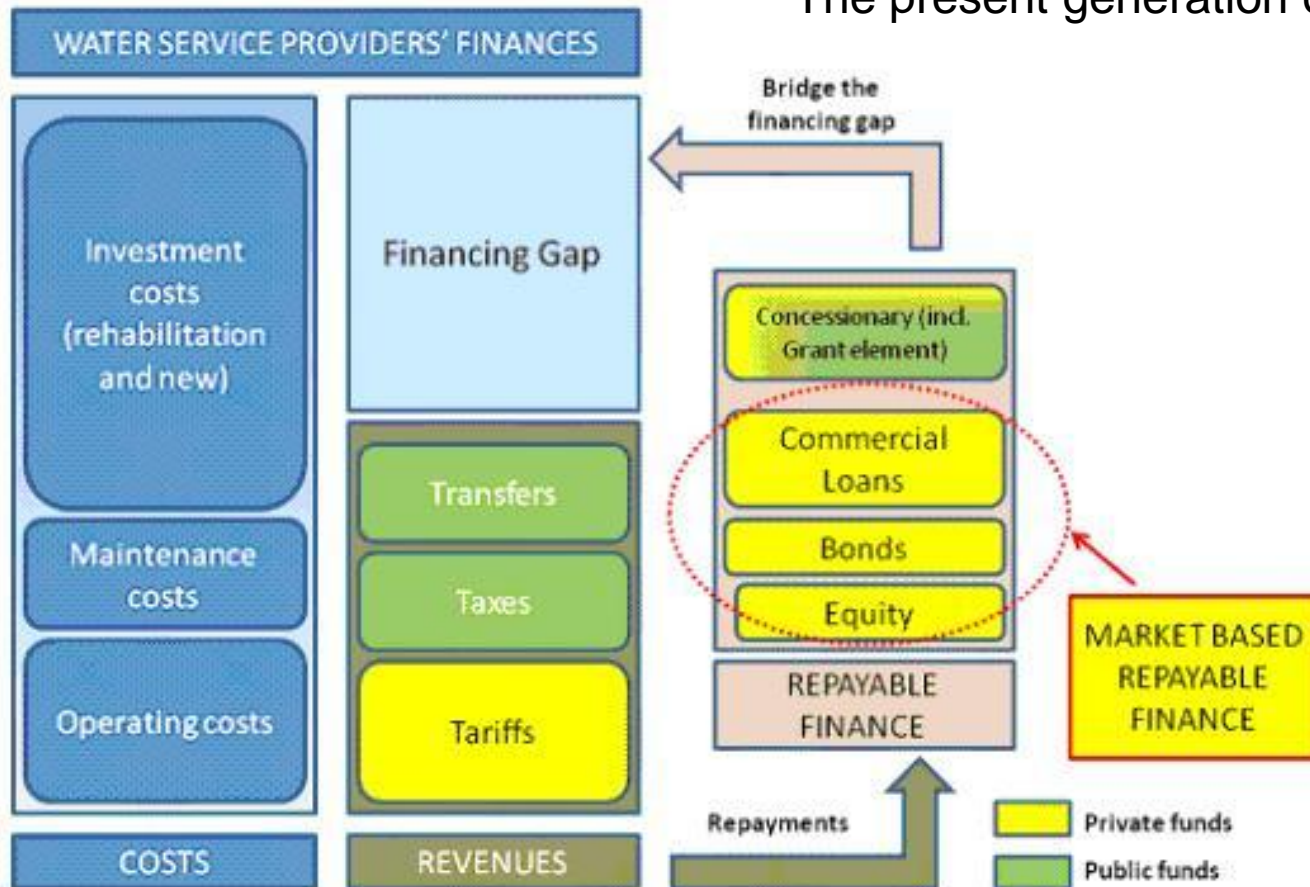 The present generation
WATER SERVICE PROVIDERS' FINANCES
Investment
costs
(rehabilitation
and new)
Maintenance
costs
Operating costs
COSTS
Financing Gap
Transfers
Taxes
Tariffs
REVENUES
Bridge the
financing gap
Concessionary (incl.
Grant element)
Commercial
Loans
Bonds
Equity
REPAYABLE
FINANCE
Repayments
MARKET BASED
REPAYABLE
FINANCE
Private funds
Public funds